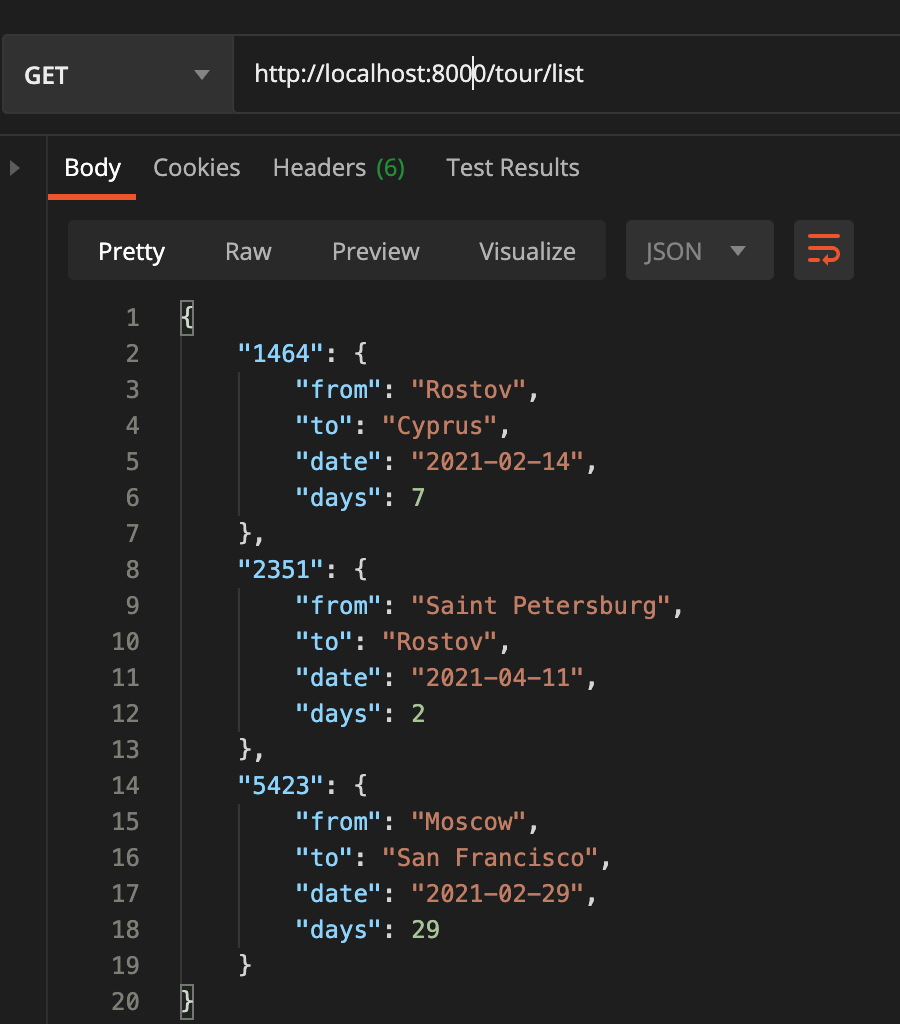 GET http://localhost:8000/tour/list
Body Cookies Headers (6) Test Results
Pretty Raw Preview Visualize JSON
1 {
2 "1464": {
3 "from": "Rostov",
4 "to": "Cyprus",
5 "date": "2021-02-14",
6 "days": 7
7 },
8 "2351": {
9 "from": "Saint Petersburg",
10 "to": "Rostov",
11 "date": "2021-04-11",
12 "days": 2
13 },
14 "5423": {
15 "from": "Moscow",
16 "to": "San Francisco",
17 "date": "2021-02-29",
18 "days": 29
19 }
20 }